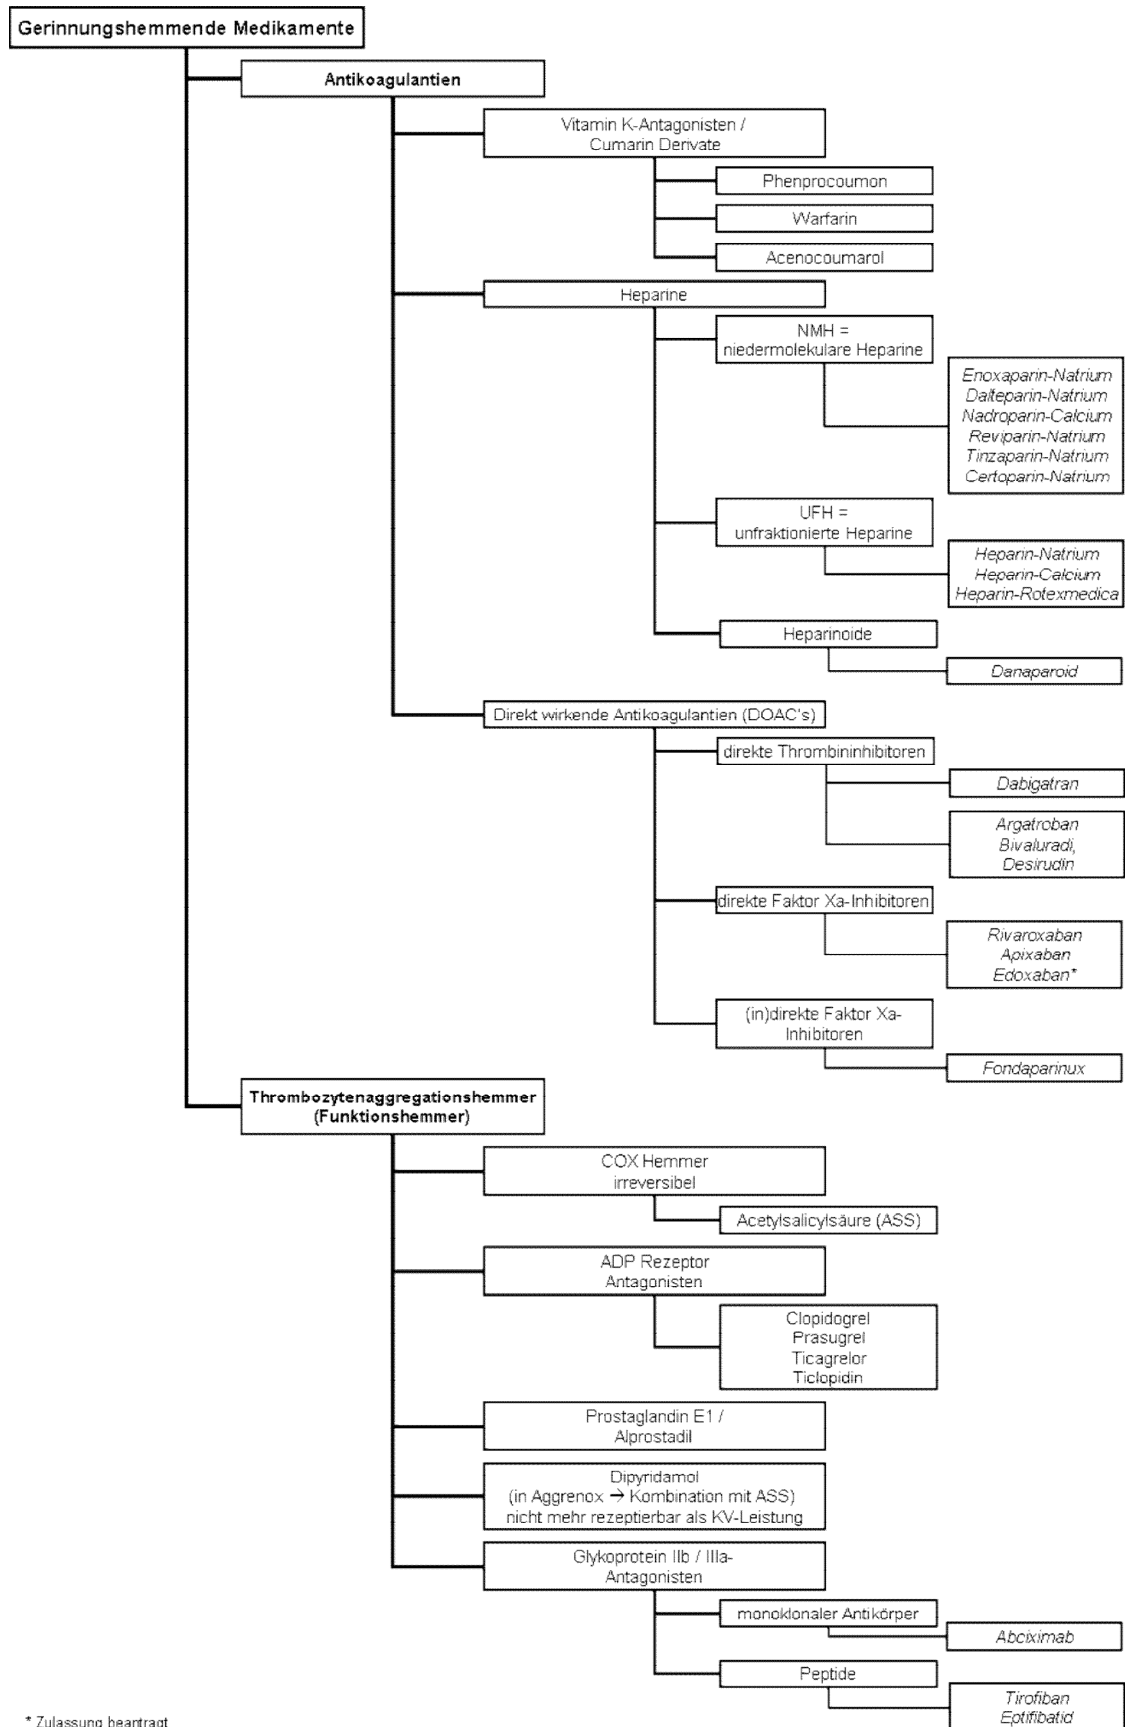 Gerinnungshemmende Medikamente
Antikoagulantien
Vitamin K-Antagonisten /
Cumarin Derivate
Phenprocoumon
Warfarin
Acenocoumarol
Heparine
NMH =
niedermolekulare Heparine
Enoxaparin-Natrium
Dalteparin-Natrium
Nadroparin-Calcium
Reviparin-Natrium
Tinzaparin-Natrium
Certoparin-Natrium
UFH =
unfraktionierte Heparine
Heparin-Natrium
Heparin-Calcium
Heparin-Rotexmedica
Heparinoide
Danaparoid
Direkt wirkende Antikoagulantien (DOAC's)
direkte Thrombininhibitoren
Dabigatran
Argatroban
Bivaluradi,
Desirudin
direkte Faktor Xa-Inhibitoren
Rivaroxaban
Apixaban
Edoxaban*
(in)direkte Faktor Xa-
Inhibitoren
Fondaparinux
Thrombozytenaggregationshemmer
(Funktionshemmer)
COX Hemmer
irreversibel
Acetylsalicylsäure (ASS)
ADP Rezeptor
Antagonisten
Clopidogrel
Prasugrel
Ticagrelor
Ticlopidin
Prostaglandin E1 /
Alprostadil
Dipyridamol
(in Aggrenox → Kombination mit ASS)
nicht mehr rezeptierbar als KV-Leistung
Glykoprotein IIb / IIIa-
Antagonisten
monoklonaler Antikörper
Abciximab
Peptide
Tirofiban
Eptifibatid
* Zulassung beantragt